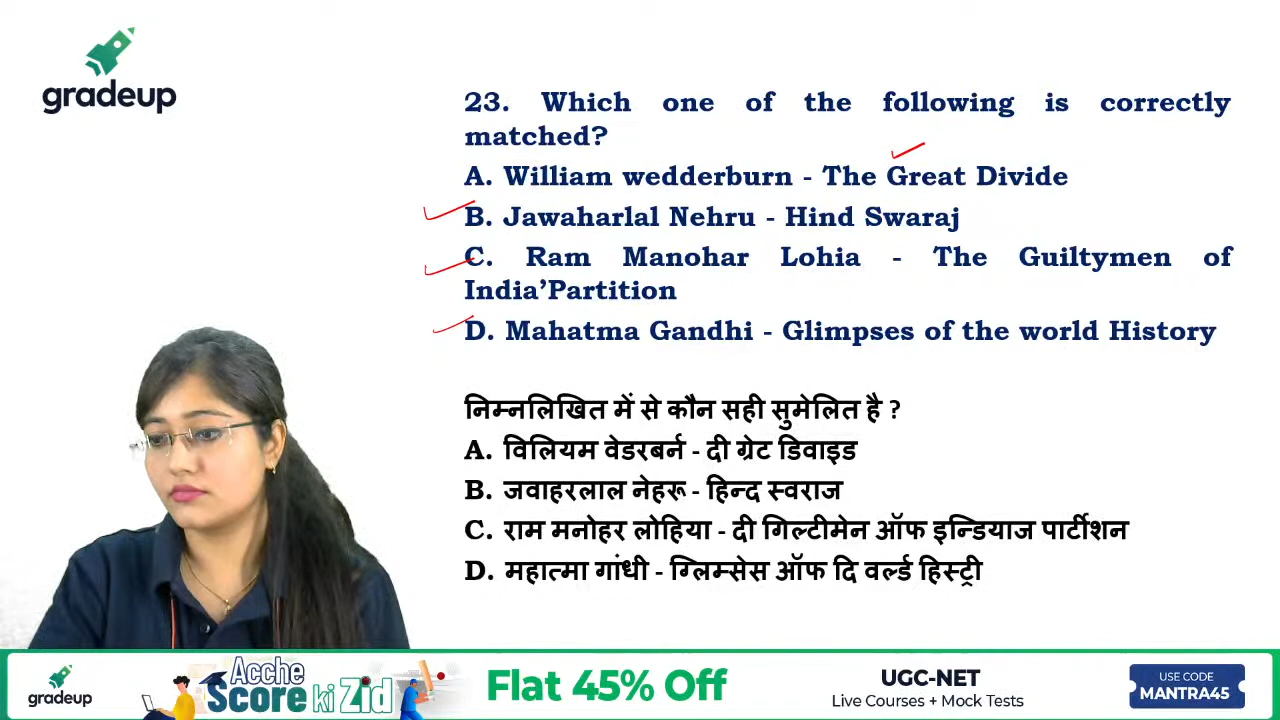 gradeup
23. Which one of the following is correctly
matched?
A. William wedderburn - The Great Divide
B. Jawaharlal Nehru - Hind Swaraj
C. Ram Manohar Lohia - The Guiltymen of
India’Partition
D. Mahatma Gandhi - Glimpses of the world History
निम्नलिखित में से कौन सही सुमेलित है ?
A. विलियम वेडरबर्न - दी ग्रेट डिवाइड
B. जवाहरलाल नेहरू - हिन्द स्वराज
C. राम मनोहर लोहिया - दी गिल्टीमेन ऑफ इन्डियाज पार्टीशन
D. महात्मा गांधी - ग्लिम्सेस ऑफ दि वर्ल्ड हिस्ट्री
gradeup
Acche
Score ki Zid
Flat 45% Off
UGC-NET
Live Courses + Mock Tests
USE CODE
MANTRA45